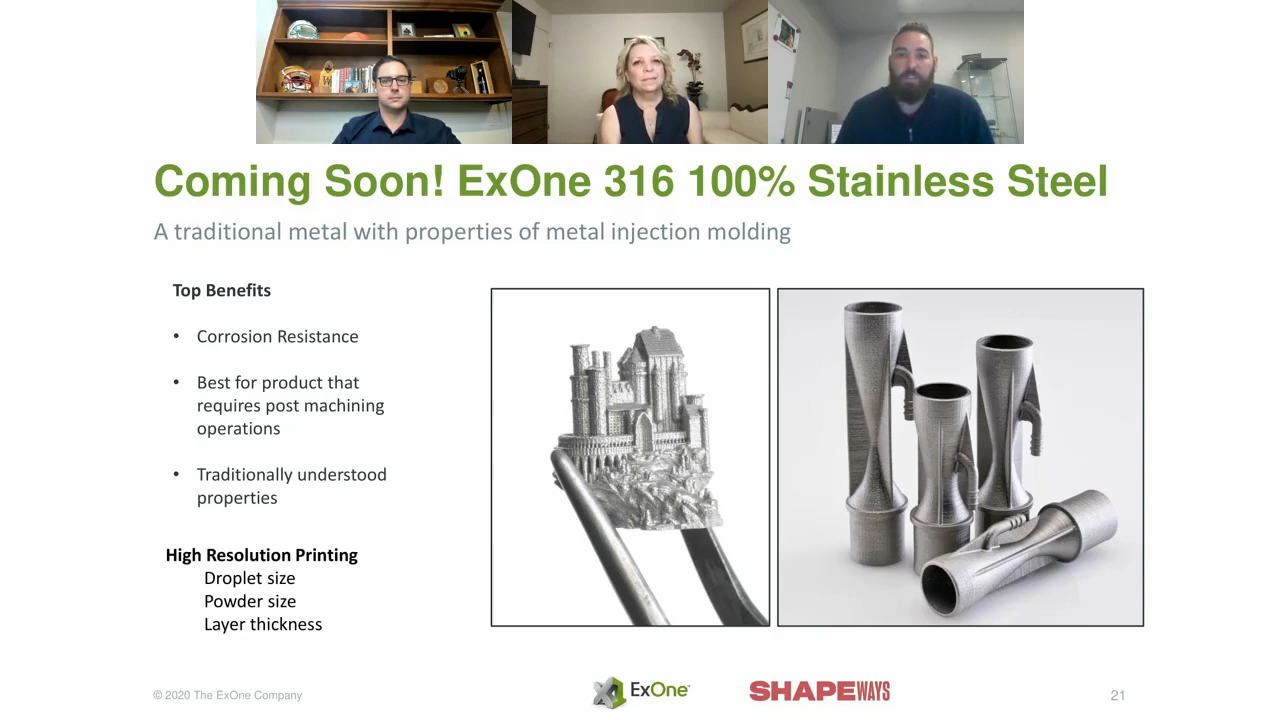 Coming Soon! ExOne 316 100% Stainless Steel
A traditional metal with properties of metal injection molding
Top Benefits
• Corrosion Resistance
• Best for product that
requires post machining
operations
• Traditionally understood
properties
High Resolution Printing
Droplet size
Powder size
Layer thickness
© 2020 The ExOne Company
X1 ExOne™
SHAPEWAYS
21